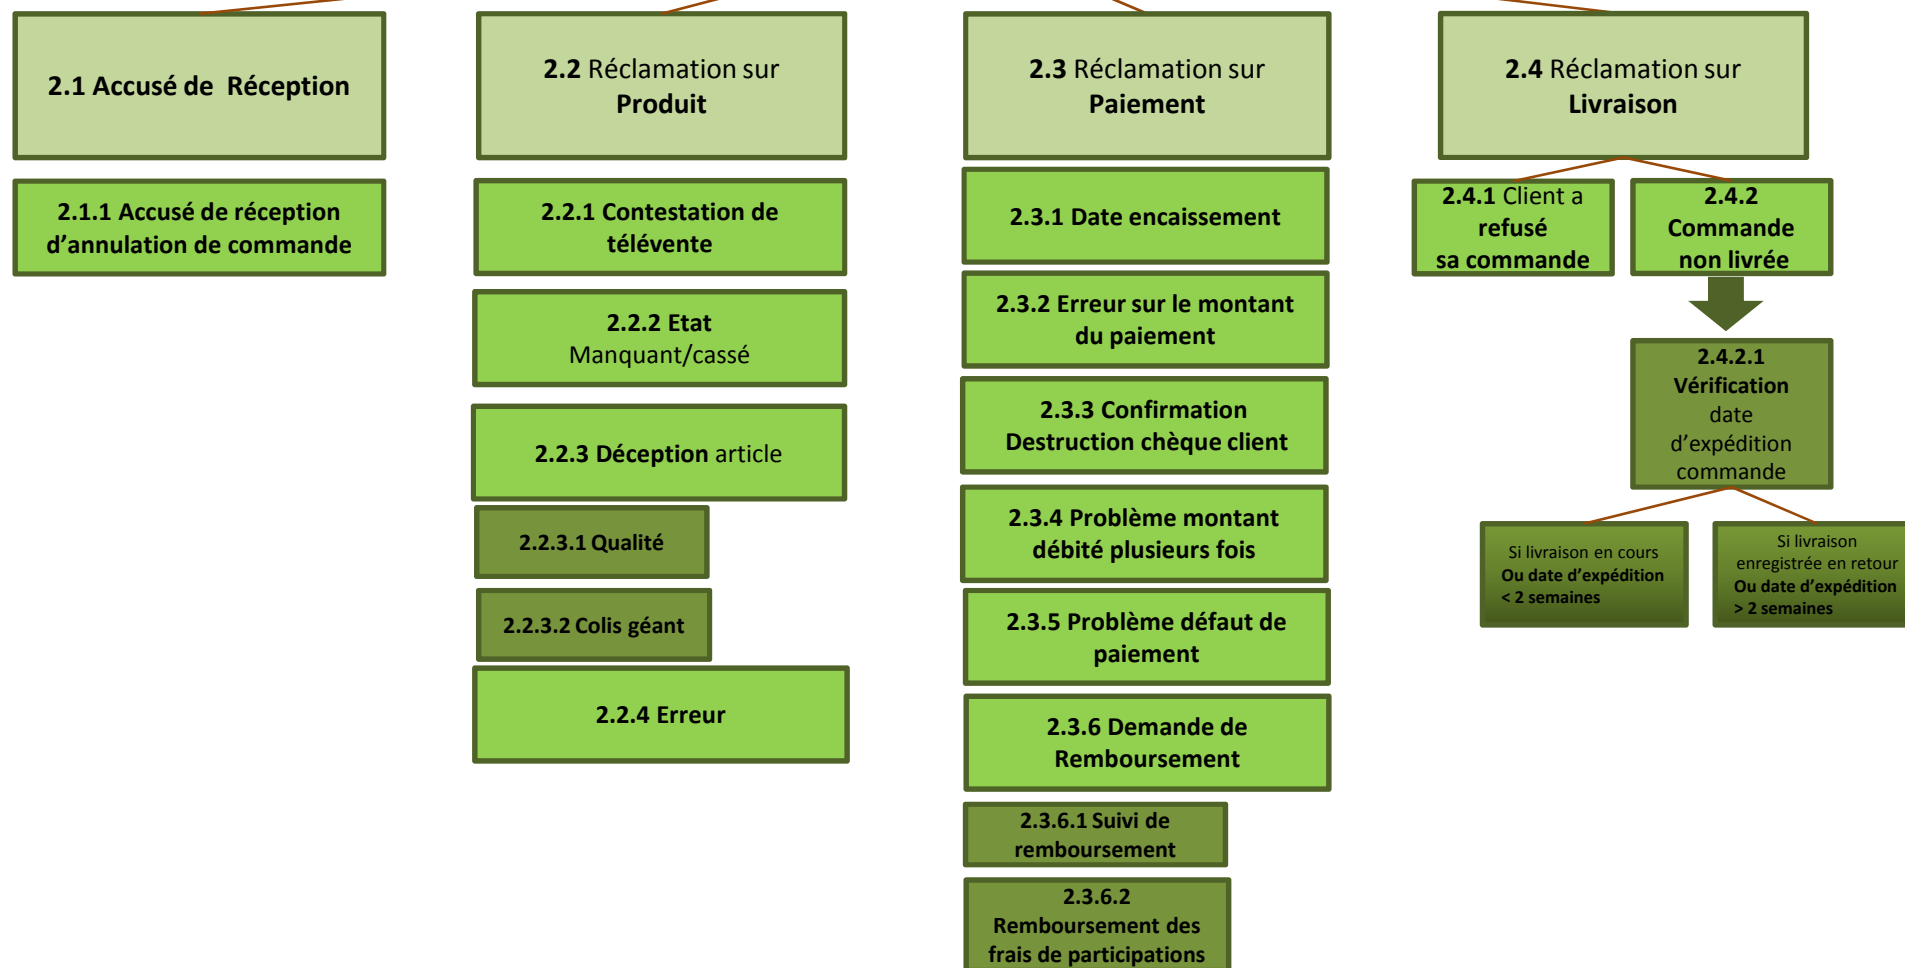 2.1 Accusé de Réception
2.1.1 Accusé de réception
d’annulation de commande
2.2 Réclamation sur
Produit
2.2.1 Contestation de
télévente
2.2.2 Etat
Manquant/cassé
2.2.3 Déception article
2.2.3.1 Qualité
2.2.3.2 Colis géant
2.2.4 Erreur
2.3 Réclamation sur
Paiement
2.3.1 Date encaissement
2.3.2 Erreur sur le montant
du paiement
2.3.3 Confirmation
Destruction chèque client
2.3.4 Problème montant
débité plusieurs fois
2.3.5 Problème défaut de
paiement
2.3.6 Demande de
Remboursement
2.3.6.1 Suivi de
remboursement
2.3.6.2
Remboursement des
frais de participations
2.4 Réclamation sur
Livraison
2.4.1 Client a
refusé
sa commande
2.4.2
Commande
non livrée
2.4.2.1
Vérification
date
d’expédition
commande
Si livraison en cours
Ou date d’expédition
< 2 semaines
Si livraison
enregistrée en retour
Ou date d’expédition
> 2 semaines